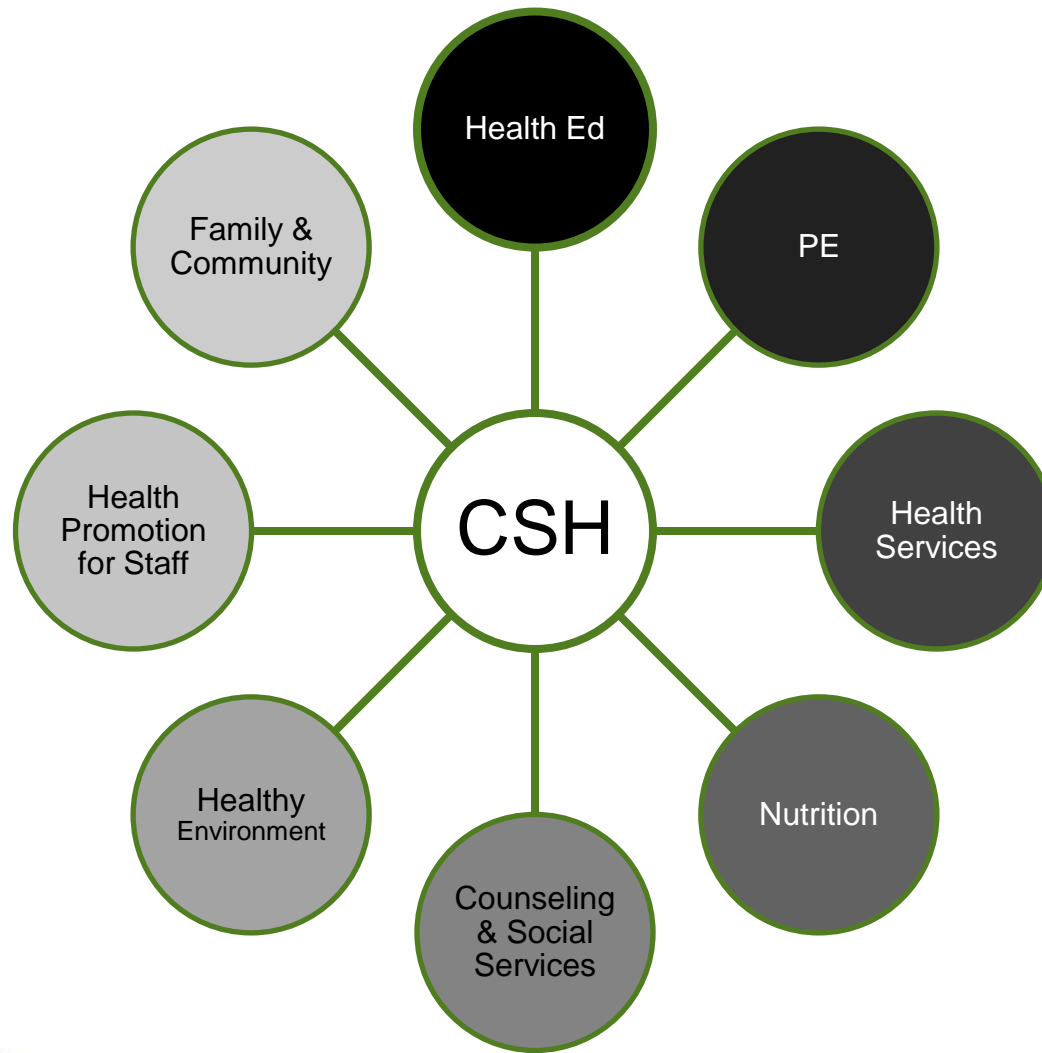 Health Ed
PE
Health
Services
Nutrition
Counseling
& Social
Services
Healthy
Environment
Health
Promotion
for Staff
Family &
Community
CSH